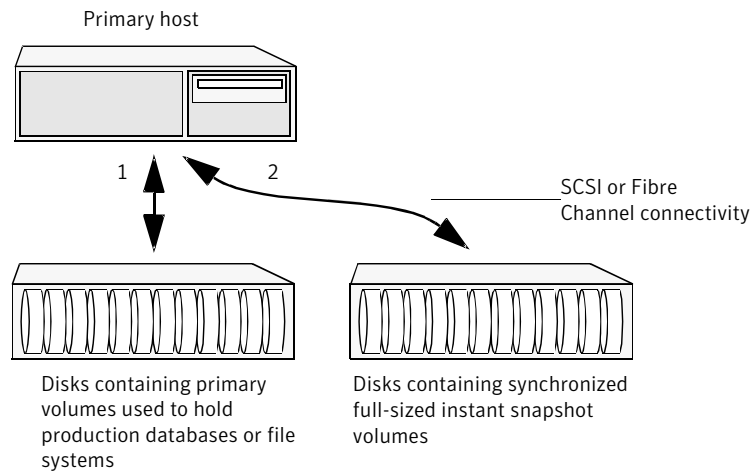 Primary host
1
2
SCSI or Fibre
Channel connectivity
Disks containing primary
volumes used to hold
production databases or file
systems
Disks containing synchronized
full-sized instant snapshot
volumes